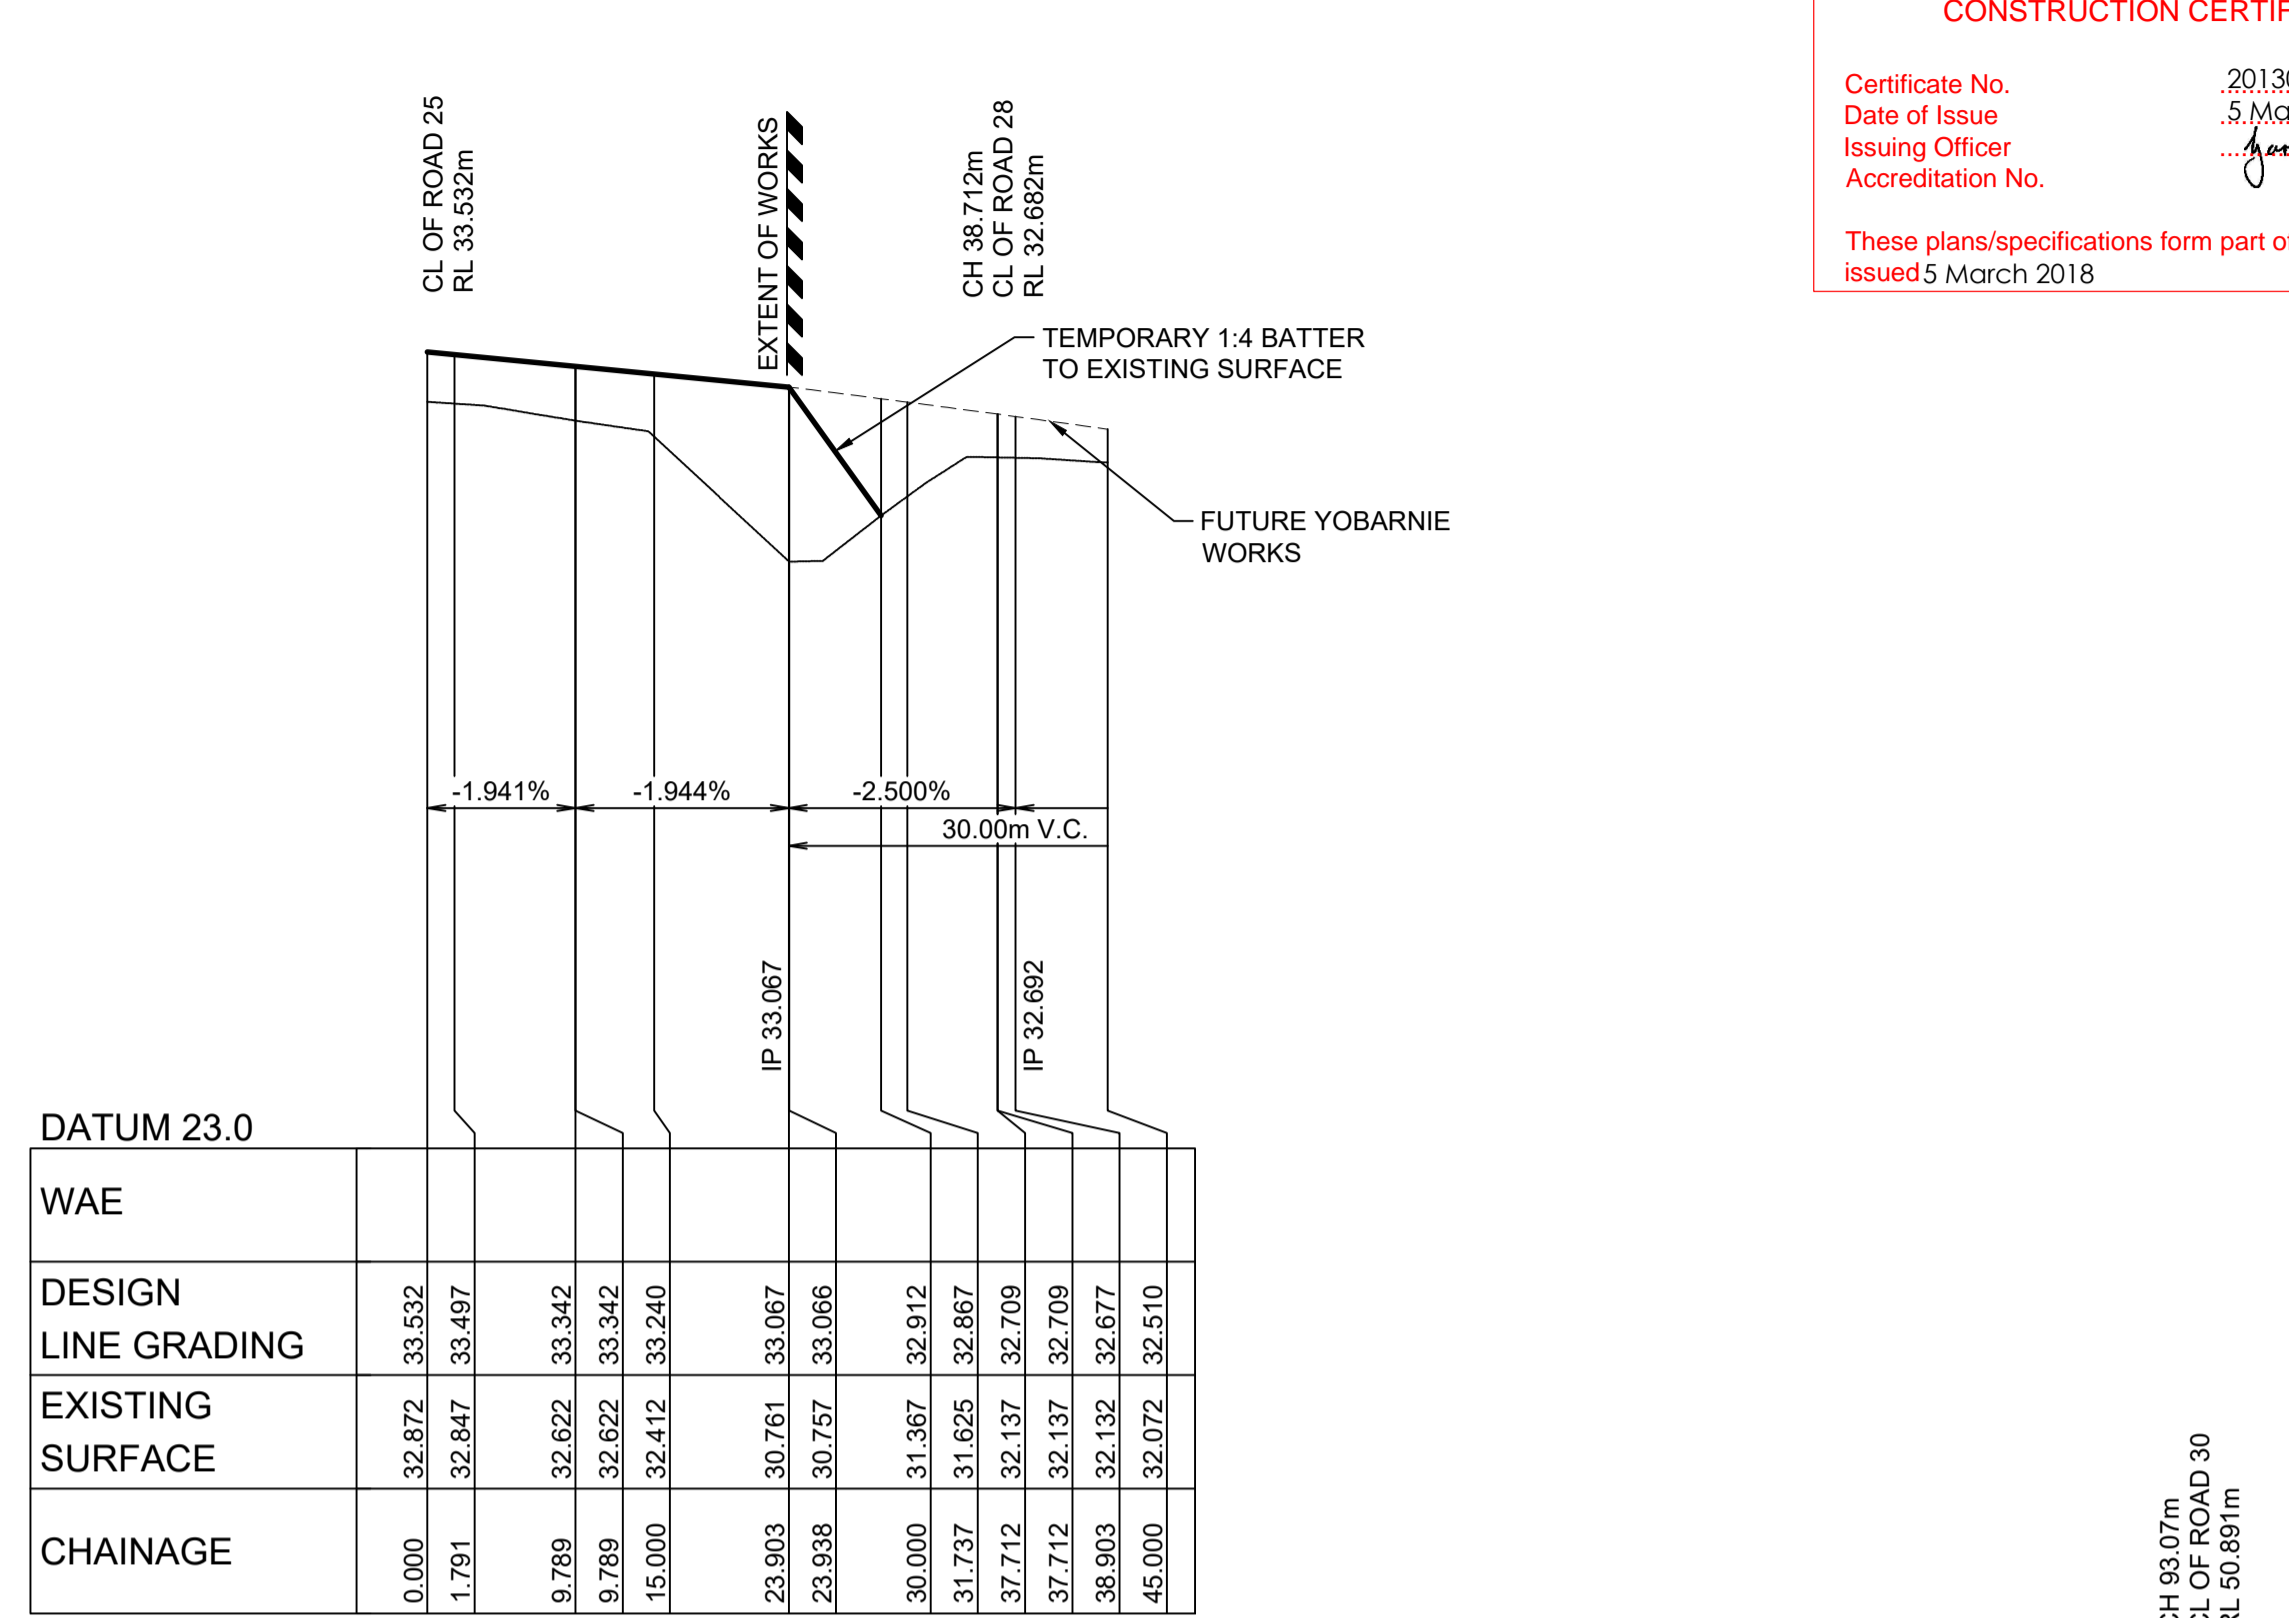 CONSTRUCTION
Certificate No.
Date of Issue
Issuing Officer
Accreditation No.
These plans/specifications form part
issued 5 March 2018
CL OF ROAD 25
RL 33.532m
EXTENT OF WORKS
CH 38.712m
CL OF ROAD 28
RL 32.682m
TEMPORARY 1:4 BATTER
TO EXISTING SURFACE
FUTURE YOBARNIE
WORKS
-1.941% -1.944% -2.500%
30.00m V.C.
IP 33.067
IP 32.692
DATUM 23.0
WAE
DESIGN
LINE GRADING
33.532 33.497 33.342 33.342 33.240 33.067 33.066 32.912 32.867 32.709 32.709 32.677 32.510
EXISTING
SURFACE
32.872 32.847 32.622 32.622 32.412 30.761 30.757 31.367 31.625 32.137 32.137 32.132 32.072
CHAINAGE
0.000 1.791 9.789 9.789 15.000 23.903 23.938 30.000 31.737 37.712 37.712 38.903 45.000
CH 93.07m
CL OF ROAD 30
RL 50.891m